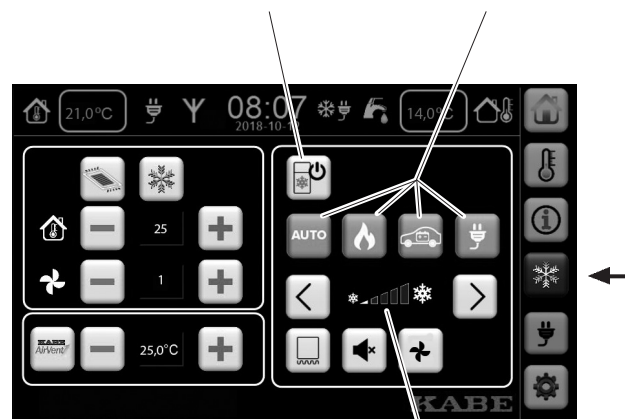 21,0°C
08:07
2018-10-1
14,0°C
25
AUTO
1
KABE
AirVent
25,0°C
KABE